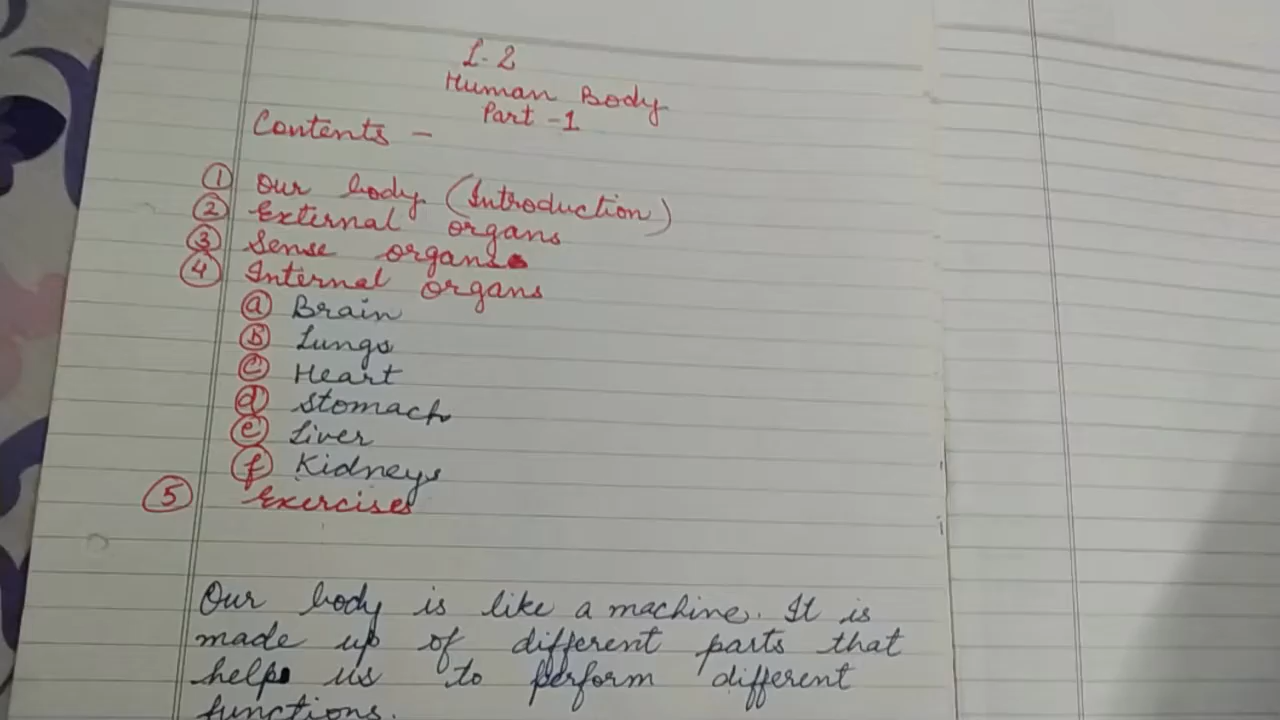 L-2
Human Body
Part -1
Contents -
① Our body (Introduction)
② External organs
③ Sense organs
④ Internal organs
ⓐ Brain
ⓑ Lungs
ⓒ Heart
ⓓ Stomach
ⓔ Liver
ⓕ Kidneys
⑤ Exercises
Our body is like a machine. It is
made up of different parts that
help us to perform different
functions.